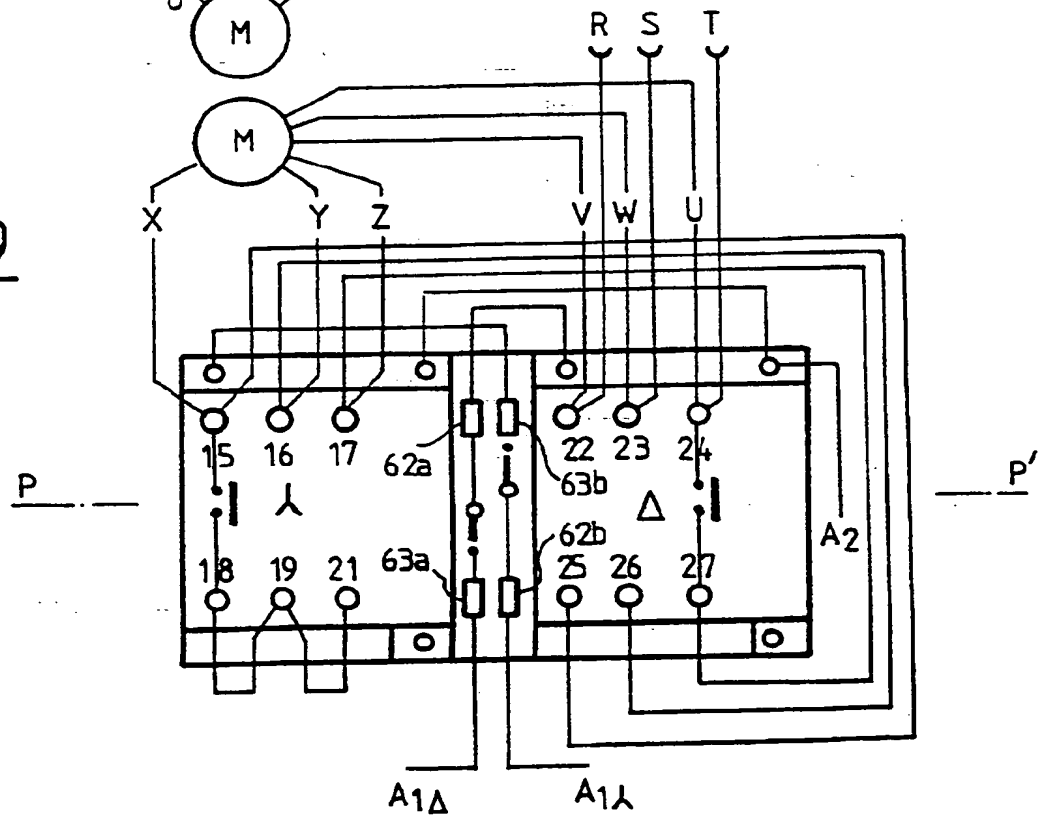 M
R S T
M
X Y Z V W U
15 16 17 62a 63b 22 23 24
P P'
⅄ Δ A2
18 19 21 63a 62b 25 26 27
A1Δ A1⅄